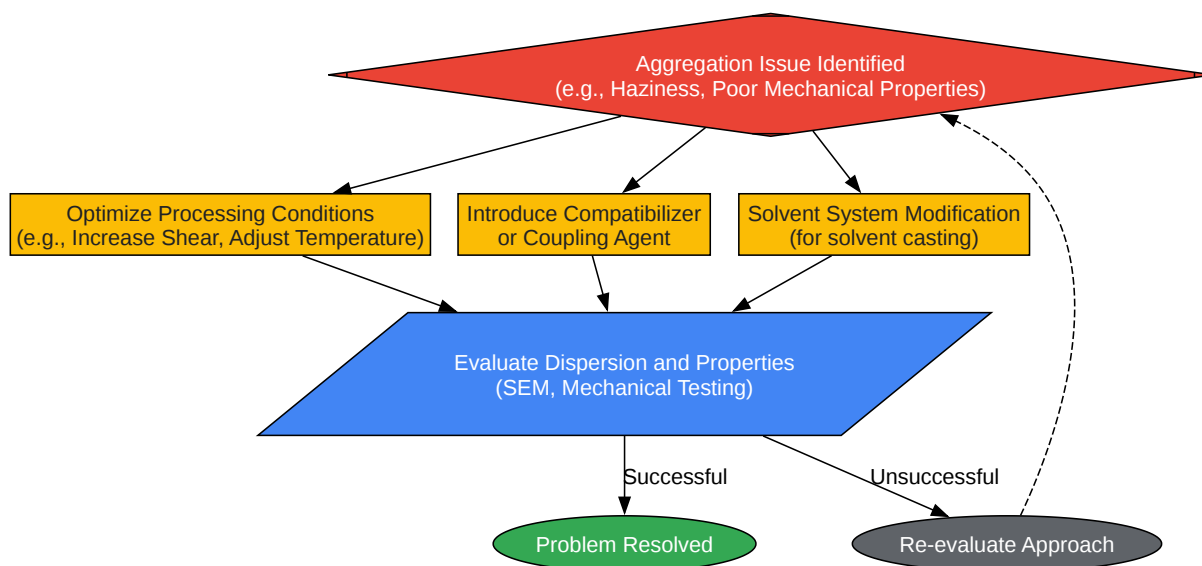 Aggregation Issue Identified
(e.g., Haziness, Poor Mechanical Properties)
Optimize Processing Conditions
(e.g., Increase Shear, Adjust Temperature)
Introduce Compatibilizer
or Coupling Agent
Solvent System Modification
(for solvent casting)
Evaluate Dispersion and Properties
(SEM, Mechanical Testing)
Successful
Unsuccessful
Problem Resolved
Re-evaluate Approach